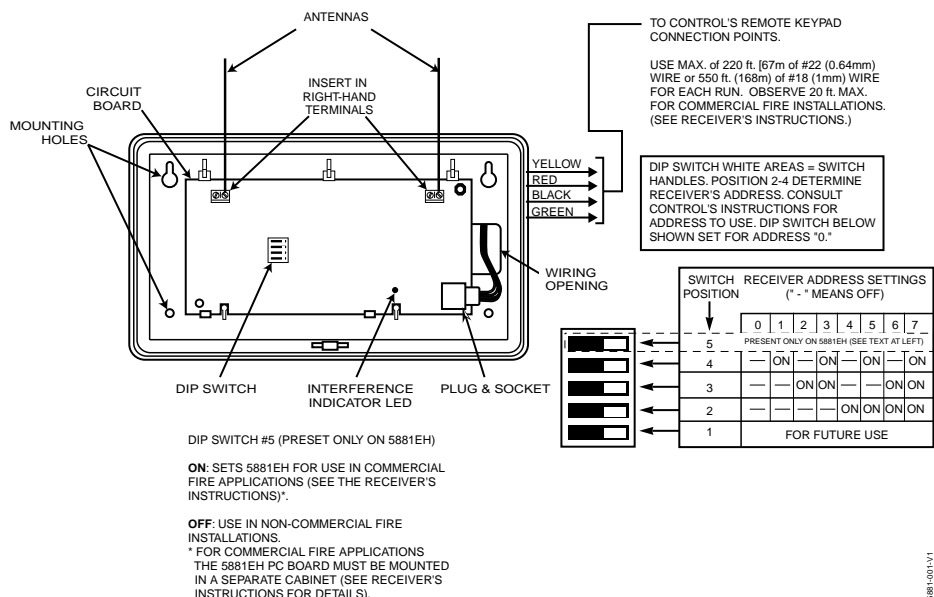 ANTENNAS
TO CONTROL'S REMOTE KEYPAD
CONNECTION POINTS.
USE MAX. of 220 ft. [67m of #22 (0.64mm)
WIRE or 550 ft. (168m) of #18 (1mm) WIRE
FOR EACH RUN. OBSERVE 20 ft. MAX.
FOR COMMERCIAL FIRE INSTALLATIONS.
(SEE RECEIVER'S INSTRUCTIONS.)
CIRCUIT
BOARD
INSERT IN
RIGHT-HAND
TERMINALS
MOUNTING
HOLES
YELLOW
RED
BLACK
GREEN
DIP SWITCH WHITE AREAS = SWITCH
HANDLES. POSITION 2-4 DETERMINE
RECEIVER'S ADDRESS. CONSULT
CONTROL'S INSTRUCTIONS FOR
ADDRESS TO USE. DIP SWITCH BELOW
SHOWN SET FOR ADDRESS "0."
WIRING
OPENING
DIP SWITCH
INTERFERENCE
INDICATOR LED
PLUG & SOCKET
SWITCH
POSITION
RECEIVER ADDRESS SETTINGS
(" - " MEANS OFF)
0 1 2 3 4 5 6 7
5 PRESENT ONLY ON 5881EH (SEE TEXT AT LEFT)
4 — ON — ON — ON — ON
3 — — ON ON — — ON ON
2 — — — — ON ON ON ON
1 FOR FUTURE USE
DIP SWITCH #5 (PRESET ONLY ON 5881EH)
ON: SETS 5881EH FOR USE IN COMMERCIAL
FIRE APPLICATIONS (SEE THE RECEIVER'S
INSTRUCTIONS)*.
OFF: USE IN NON-COMMERCIAL FIRE
INSTALLATIONS.
* FOR COMMERCIAL FIRE APPLICATIONS
THE 5881EH PC BOARD MUST BE MOUNTED
IN A SEPARATE CABINET (SEE RECEIVER'S
INSTRUCTIONS FOR DETAILS).
5881-001-V1